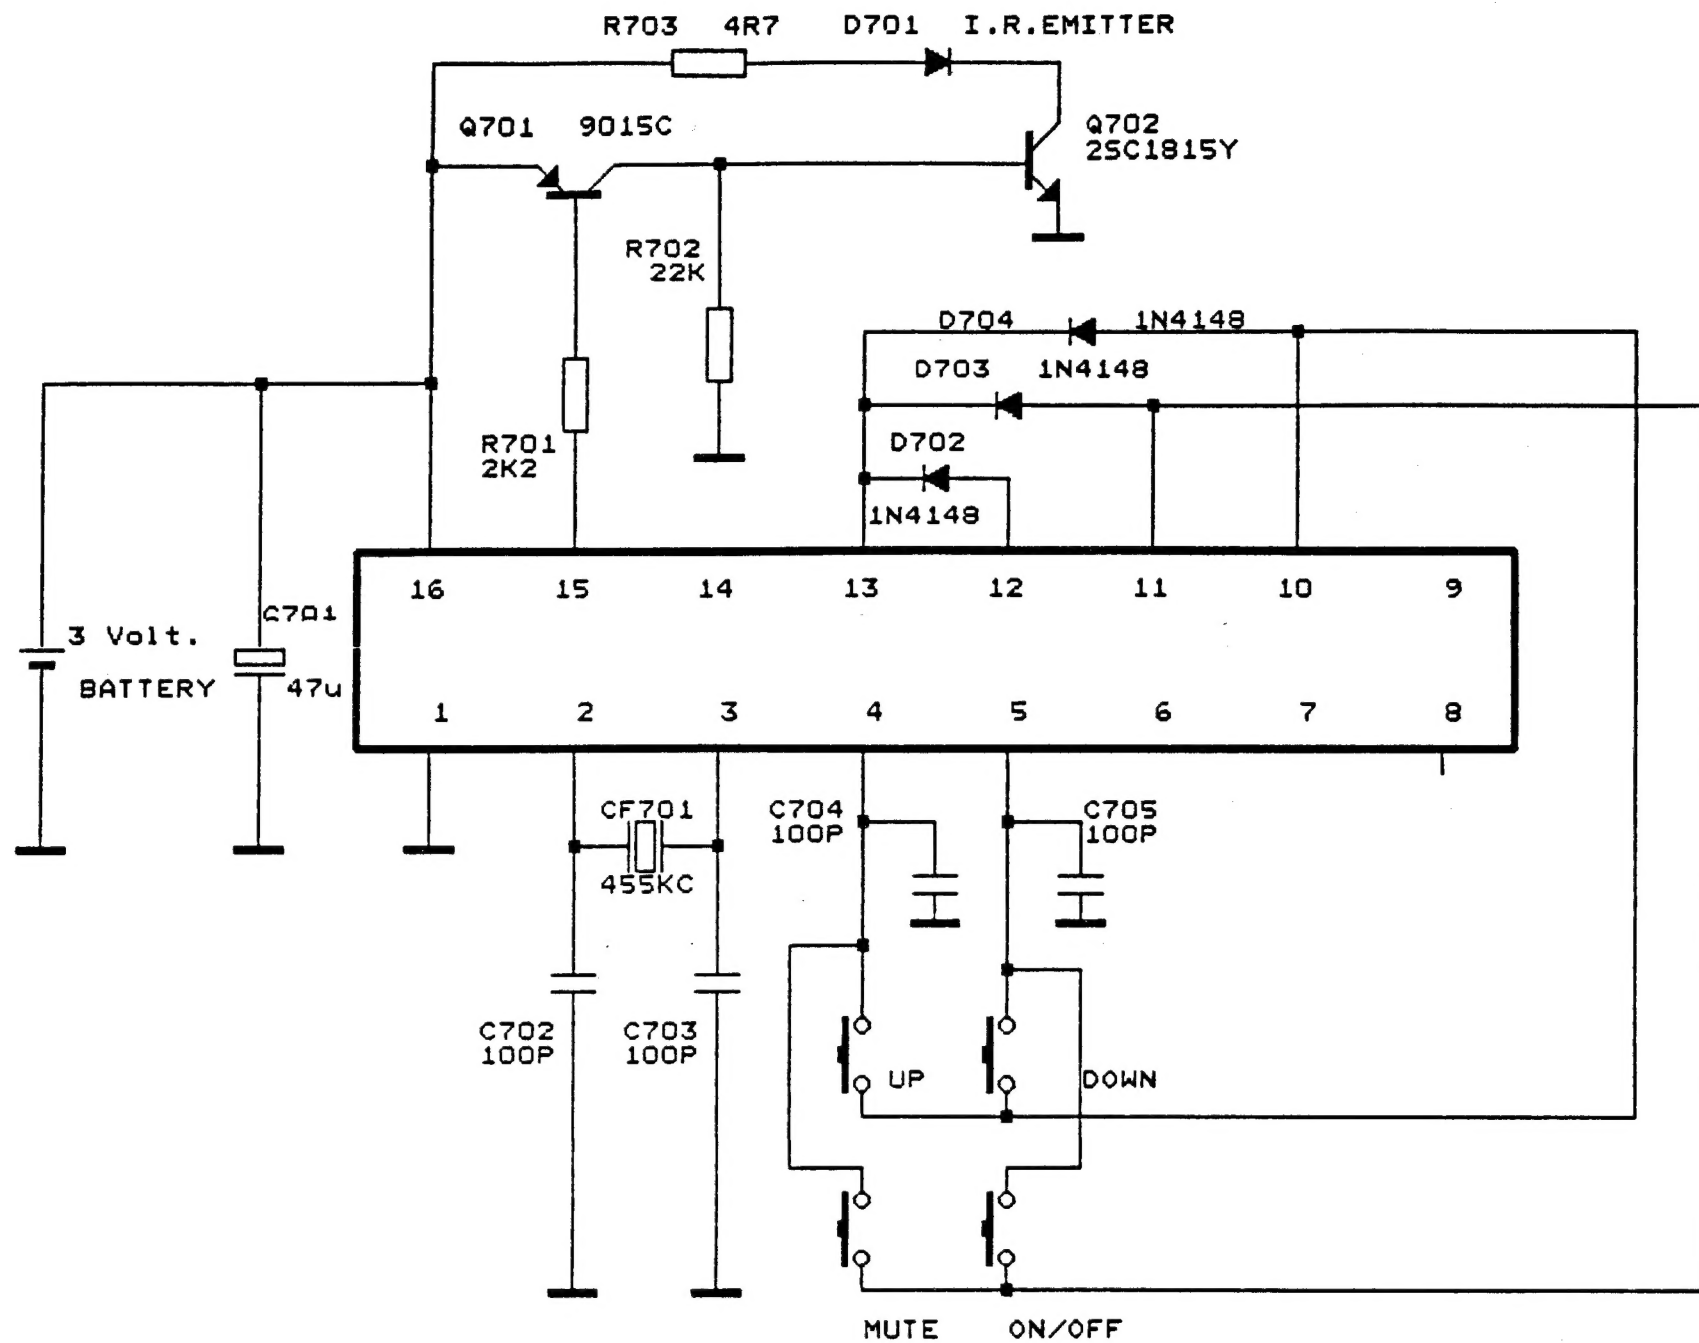 R703 4R7 D701 I.R.EMITTER
Q701 9015C
Q702
2SC1815Y
R702
22K
D704 1N4148
D703 1N4148
R701
2K2
D702
1N4148
16 15 14 13 12 11 10 9
C701
3 Volt.
BATTERY
47u
1 2 3 4 5 6 7 8
CF701
455KC
C704
100P
C705
100P
C702
100P
C703
100P
UP
DOWN
MUTE ON/OFF